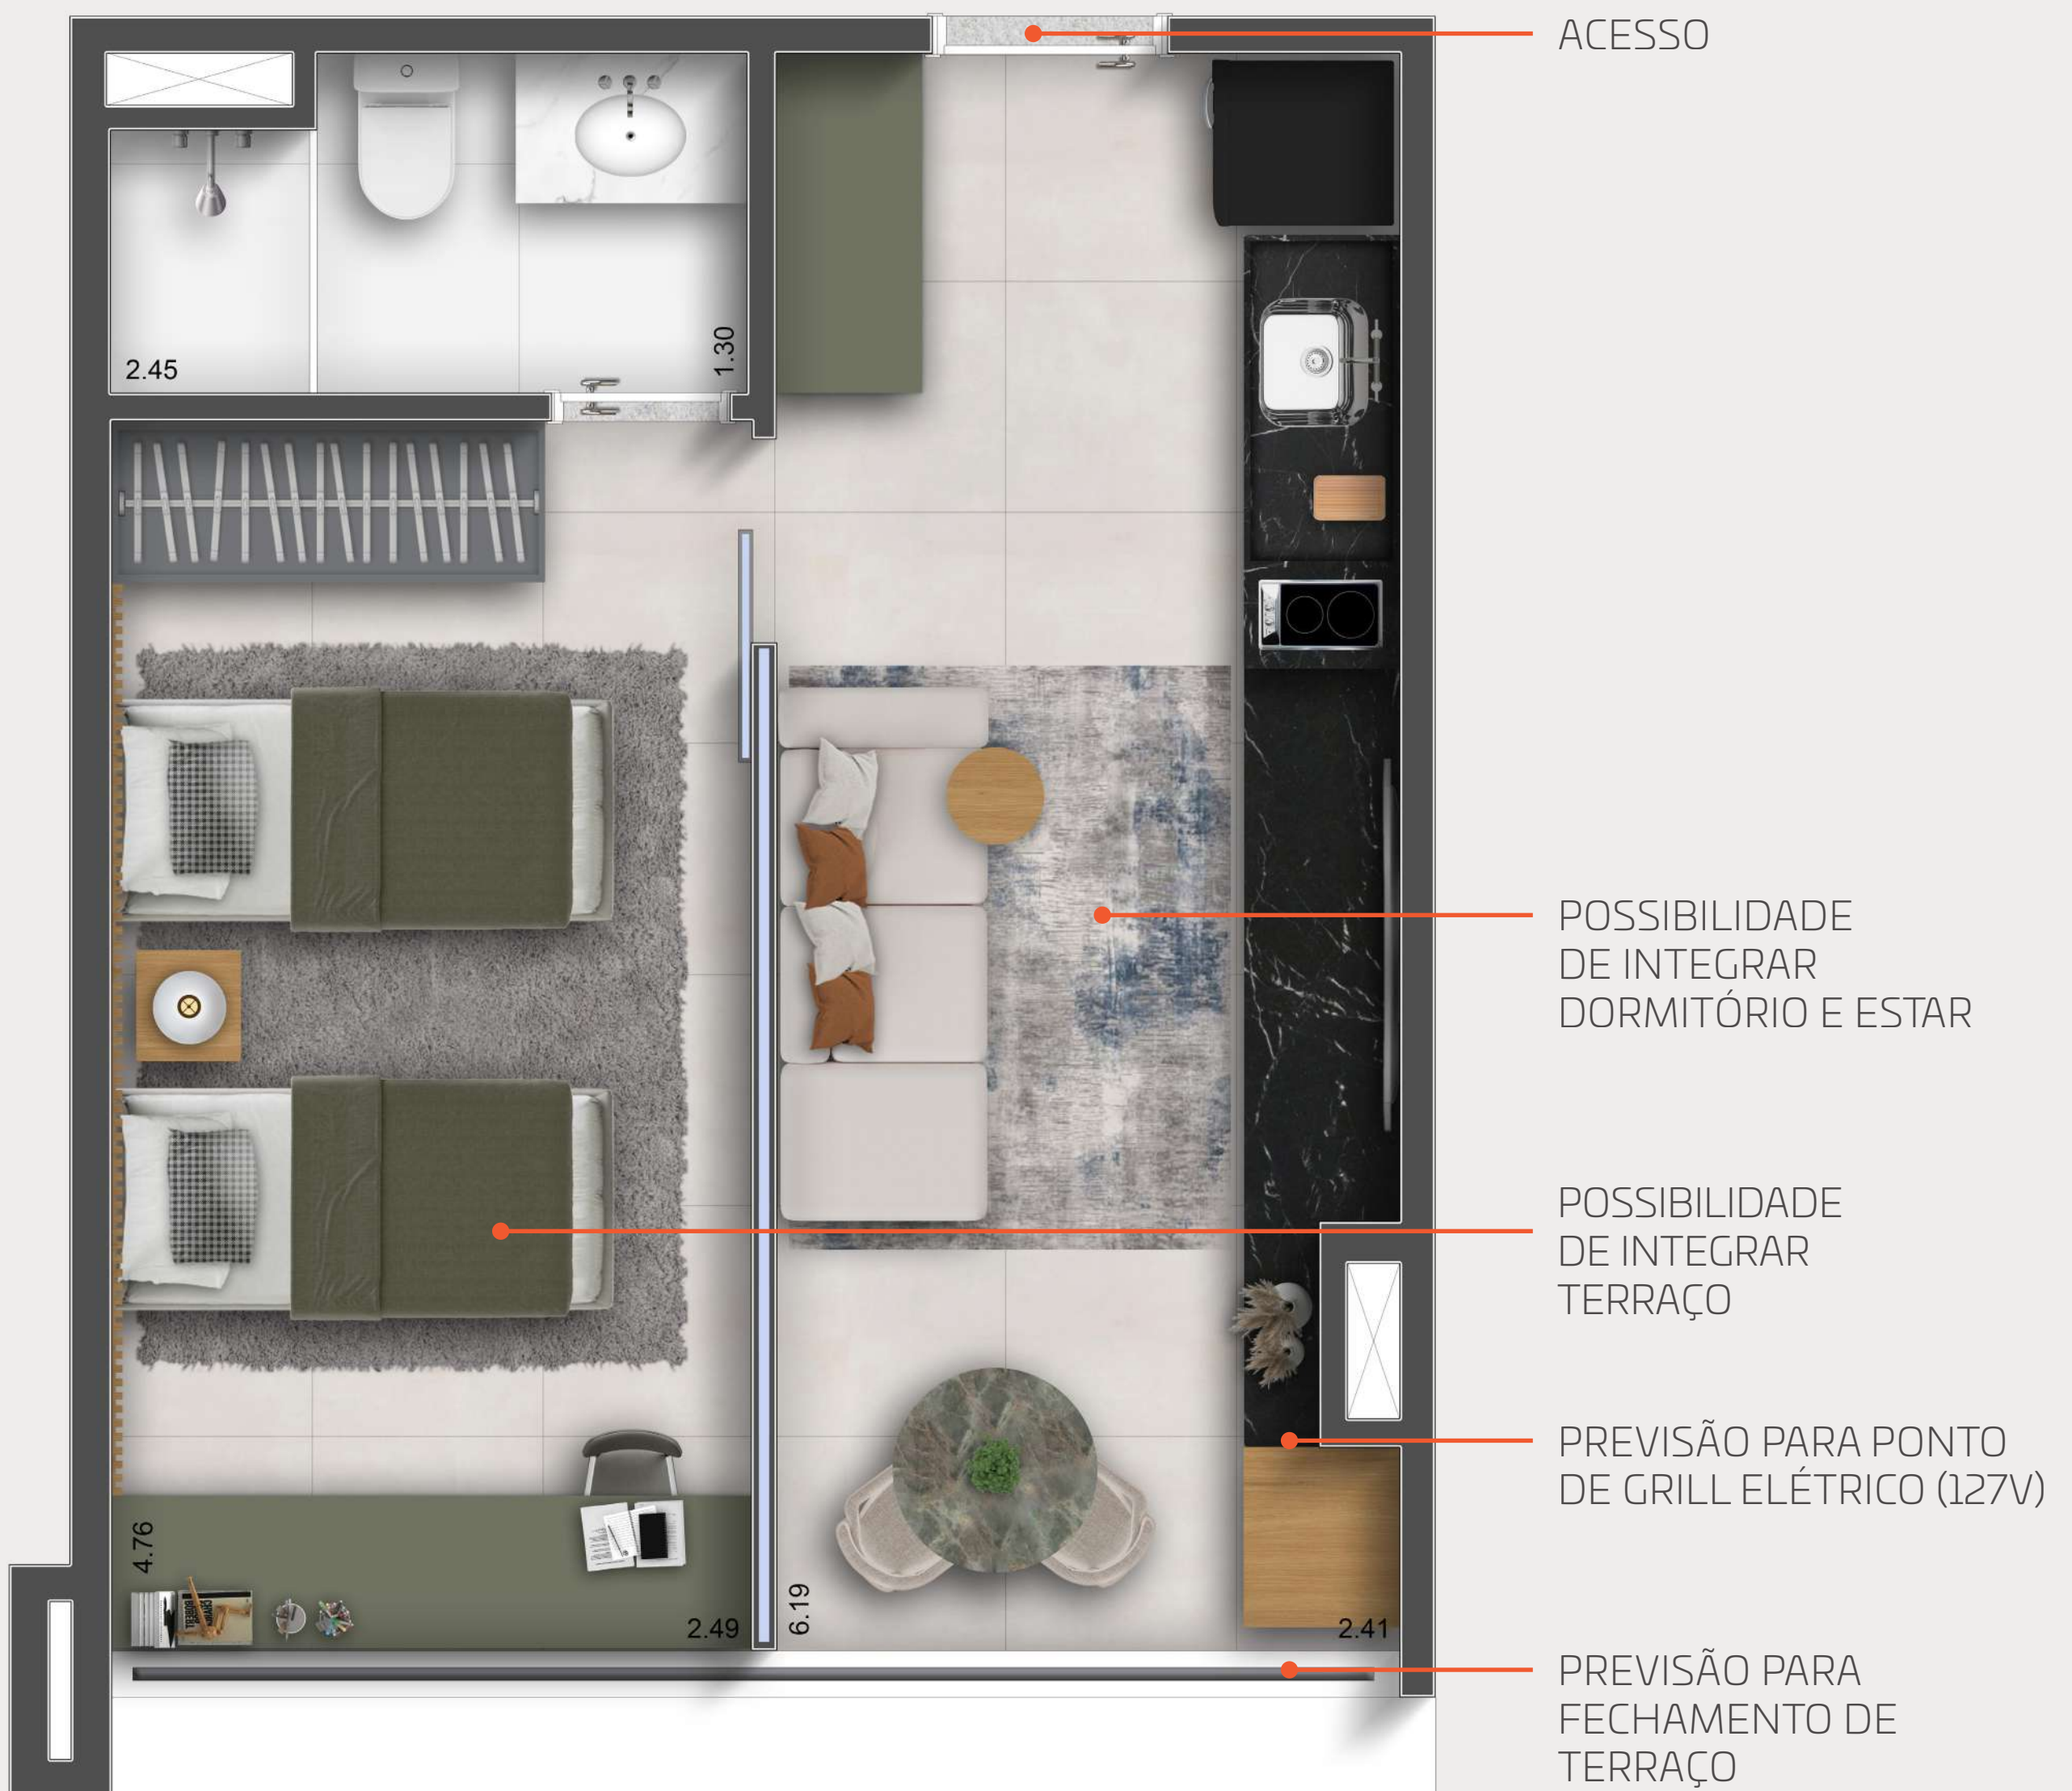 ACESSO
2.45
1.30
POSSIBILIDADE
DE INTEGRAR
DORMITÓRIO E ESTAR
POSSIBILIDADE
DE INTEGRAR
TERRAÇO
PREVISÃO PARA PONTO
DE GRILL ELÉTRICO (127V)
4.76
2.49
6.19
2.41
PREVISÃO PARA
FECHAMENTO DE
TERRAÇO